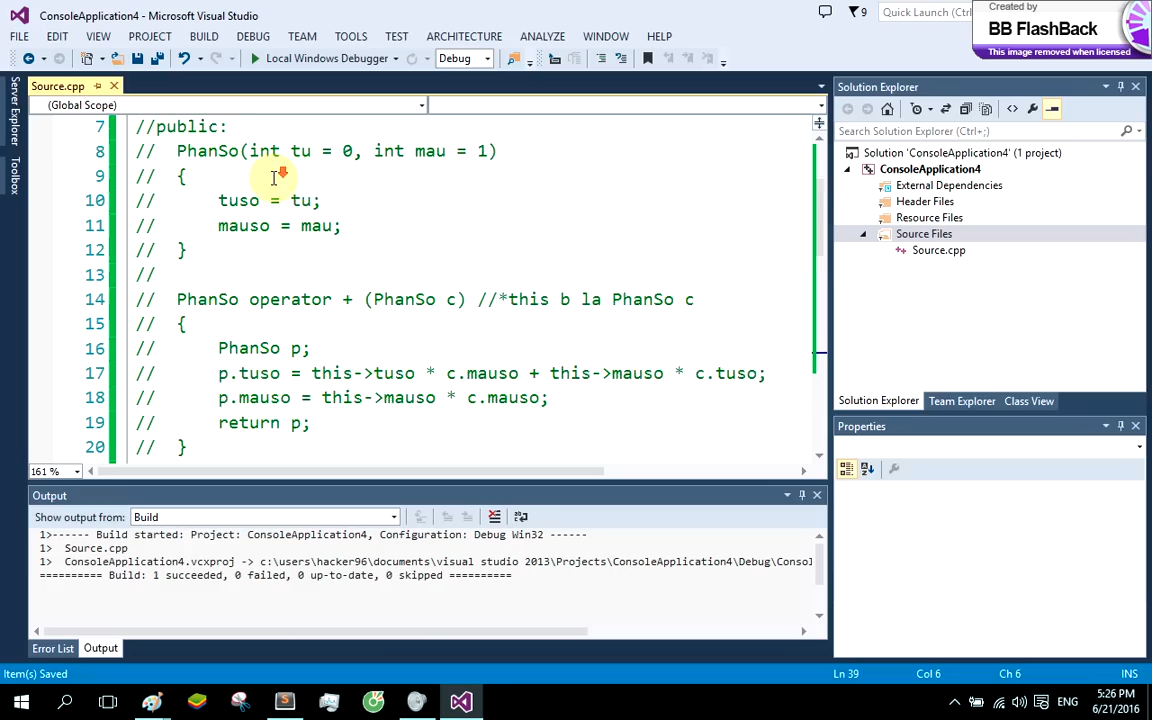 ConsoleApplication4 - Microsoft Visual Studio
9
Quick Launch (Ctrl
Created by
BB FlashBack
This image removed when licensed
FILE EDIT VIEW PROJECT BUILD DEBUG TEAM TOOLS TEST ARCHITECTURE ANALYZE WINDOW HELP
Local Windows Debugger Debug
Server Explorer
Toolbox
Source.cpp
(Global Scope)
7 //public:
8 // PhanSo(int tu = 0, int mau = 1)
9 // {
10 // tuso = tu;
11 // mauso = mau;
12 // }
13 //
14 // PhanSo operator + (PhanSo c) //*this b la PhanSo c
15 // {
16 // PhanSo p;
17 // p.tuso = this->tuso * c.mauso + this->mauso * c.tuso;
18 // p.mauso = this->mauso * c.mauso;
19 // return p;
20 // }
161 %
Output
Show output from: Build
1>------ Build started: Project: ConsoleApplication4, Configuration: Debug Win32 ------
1> Source.cpp
1> ConsoleApplication4.vcxproj -> c:\users\hacker96\documents\visual studio 2013\Projects\ConsoleApplication4\Debug\Consol
========== Build: 1 succeeded, 0 failed, 0 up-to-date, 0 skipped ==========
Error List Output
Solution Explorer
Search Solution Explorer (Ctrl+;)
Solution 'ConsoleApplication4' (1 project)
ConsoleApplication4
External Dependencies
Header Files
Resource Files
Source Files
Source.cpp
Solution Explorer Team Explorer Class View
Properties
Item(s) Saved
Ln 39 Col 6 Ch 6 INS
ENG
5:26 PM
6/21/2016